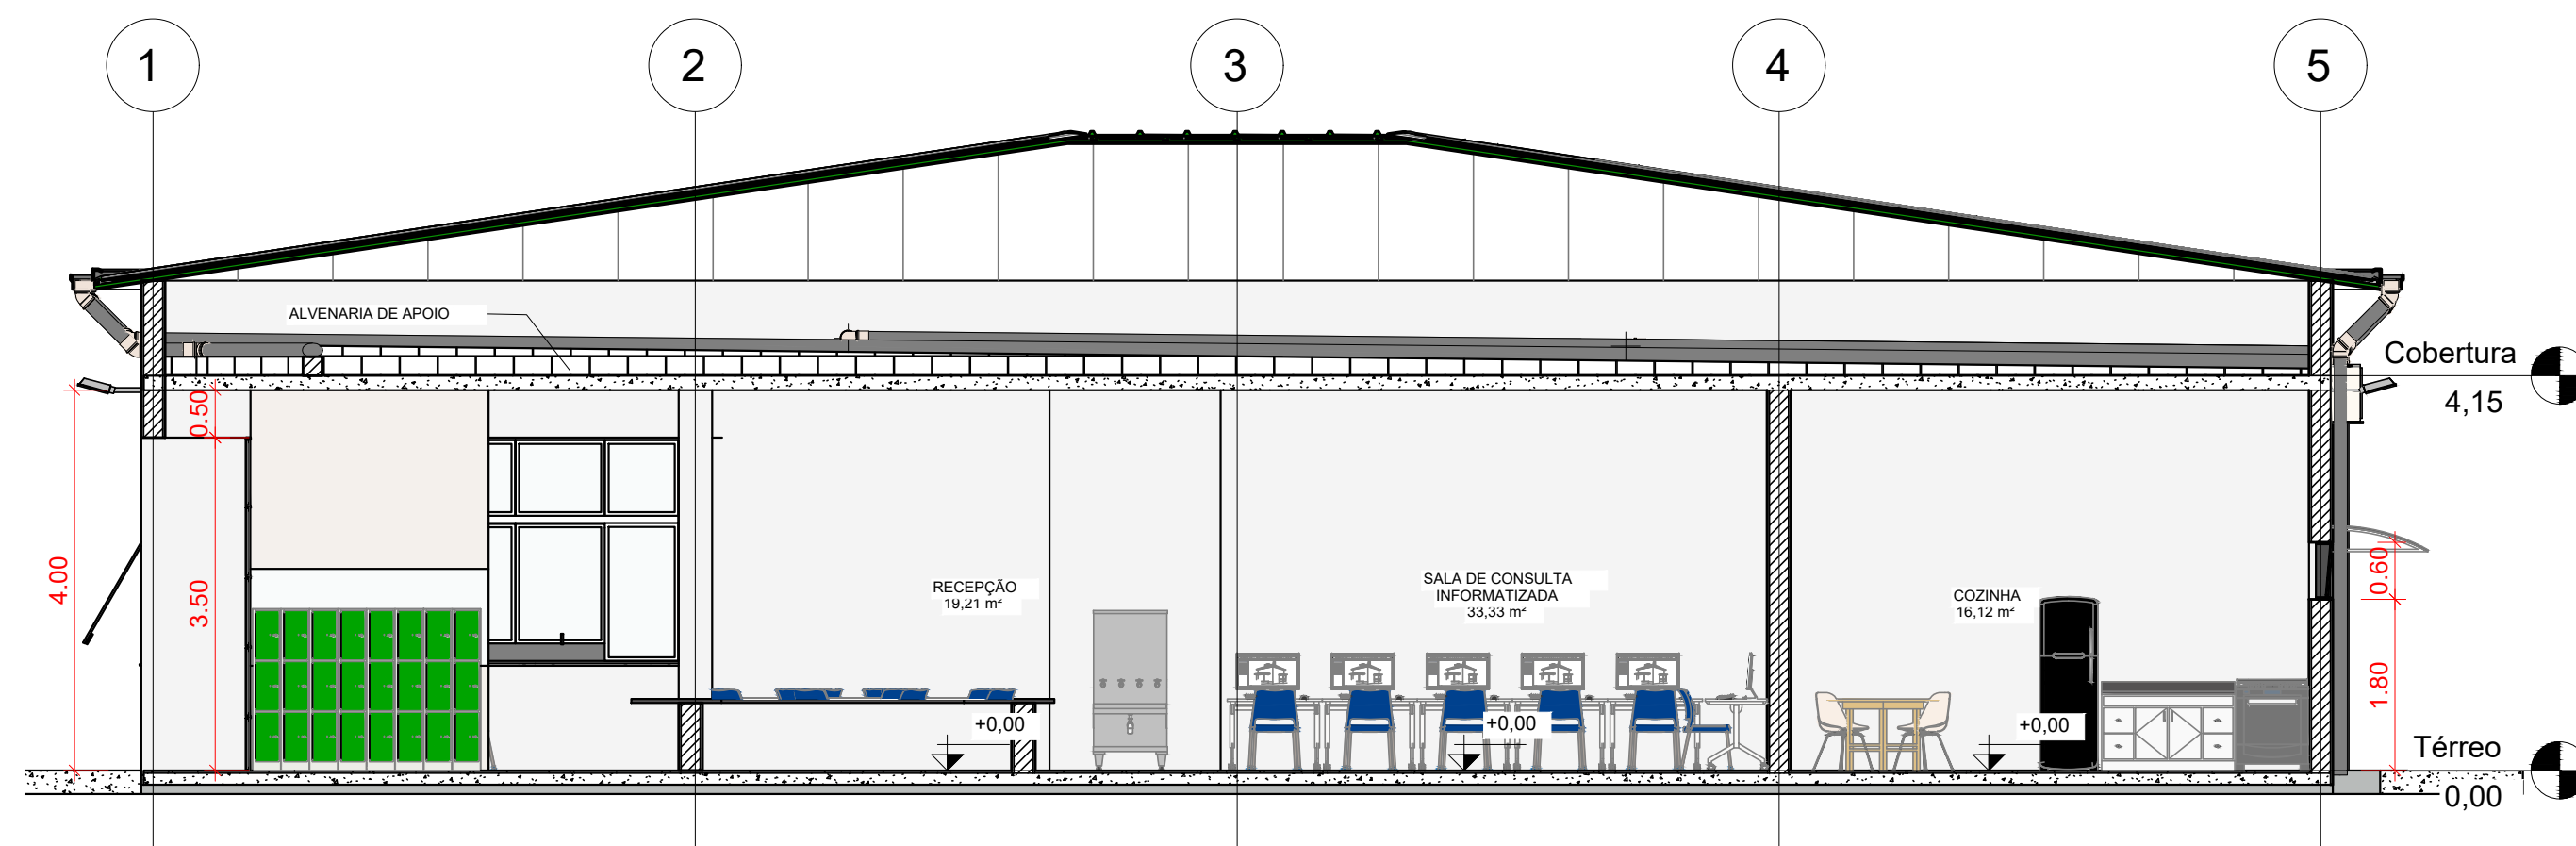 1
2
3
4
5
ALVENARIA DE APOIO
Cobertura
4,15
0.50
4.00
3.50
RECEPÇÃO
19,21 m²
SALA DE CONSULTA
INFORMATIZADA
33,33 m²
COZINHA
16,12 m²
0.60
1.80
+0,00
+0,00
+0,00
Térreo
0,00